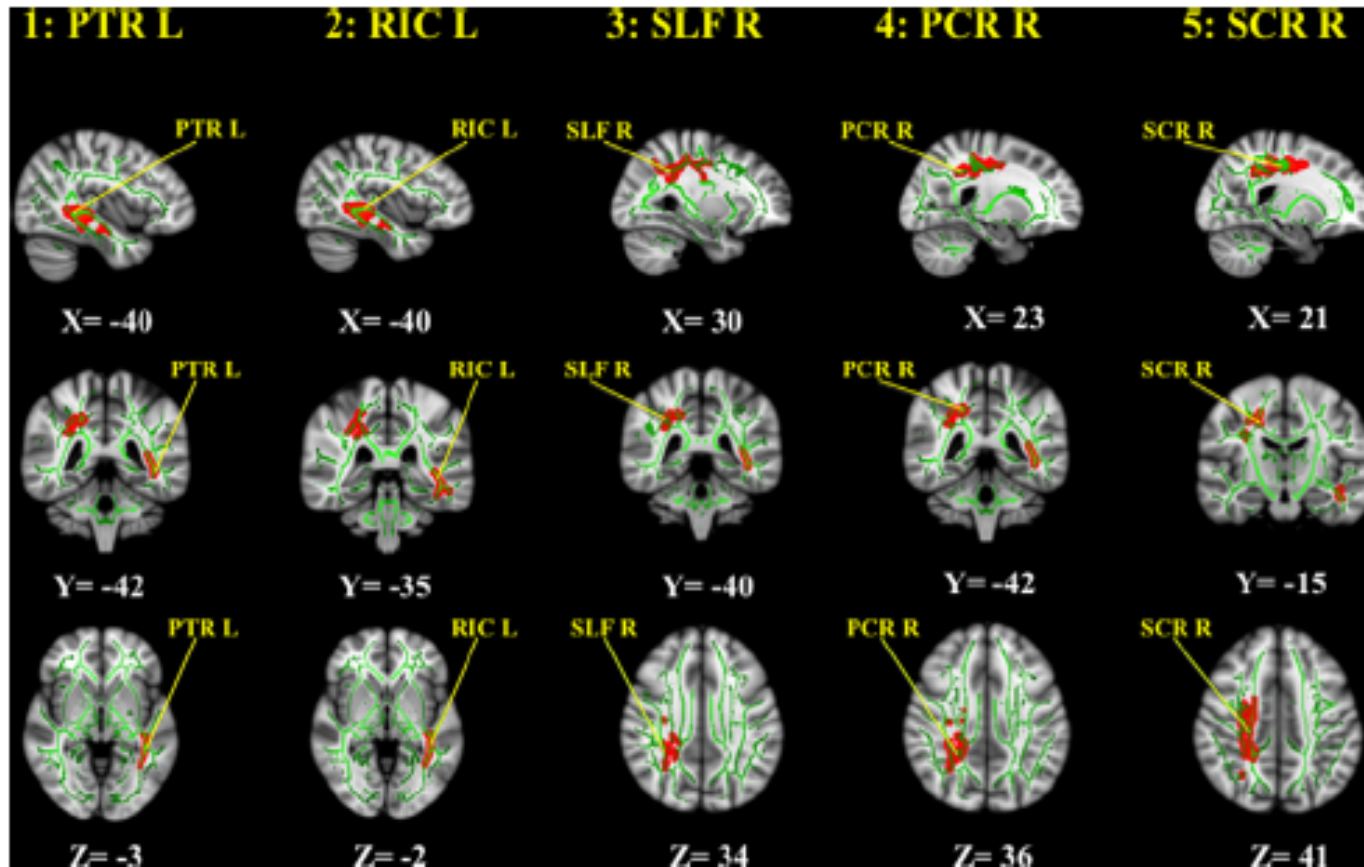 1: PTR L 2: RIC L 3: SLF R 4: PCR R 5: SCR R
PTR L RIC L SLF R PCR R SCR R
X= -40 X= -40 X= 30 X= 23 X= 21
PTR L RIC L SLF R PCR R SCR R
Y= -42 Y= -35 Y= -40 Y= -42 Y= -15
PTR L RIC L SLF R PCR R SCR R
Z= -3 Z= -2 Z= 34 Z= 36 Z= 41